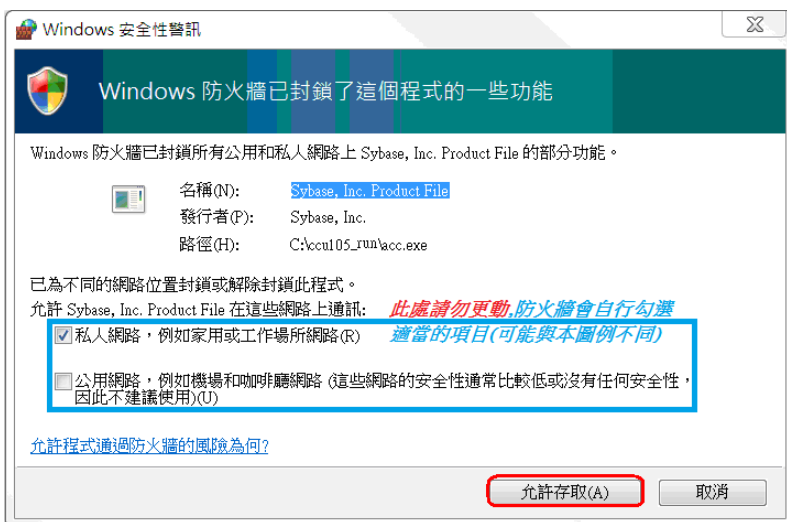 Windows 安全性警訊
Windows 防火牆已封鎖了這個程式的一些功能
Windows 防火牆已封鎖所有公用和私人網路上 Sybase, Inc. Product File 的部分功能。
名稱(N): Sybase, Inc. Product File
發行者(P): Sybase, Inc.
路徑(H): C:\ccu105_run\acc.exe
已為不同的網路位置封鎖或解除封鎖此程式。
允許 Sybase, Inc. Product File 在這些網路上通訊: 此處請勿更動,防火牆會自行勾選
私人網路，例如家用或工作場所網路(R) 適當的項目(可能與本圖例不同)
公用網路，例如機場和咖啡廳網路 (這些網路的安全性通常比較低或沒有任何安全性，
因此不建議使用)(U)
允許程式通過防火牆的風險為何?
允許存取(A) 取消